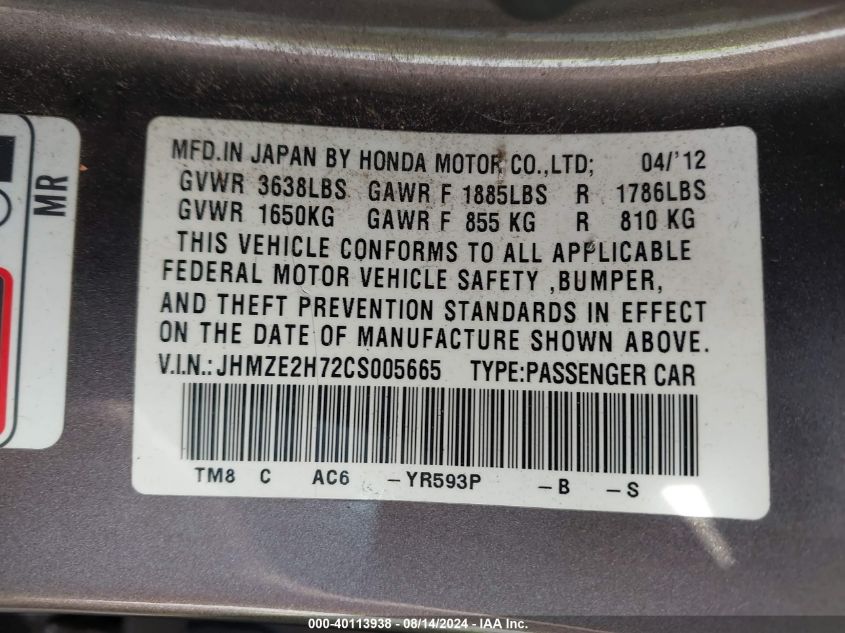 MFD.IN JAPAN BY HONDA MOTOR CO.,LTD; 04/'12
GVWR 3638LBS GAWR F 1885LBS R 1786LBS
GVWR 1650KG GAWR F 855 KG R 810 KG
THIS VEHICLE CONFORMS TO ALL APPLICABLE
FEDERAL MOTOR VEHICLE SAFETY ,BUMPER,
AND THEFT PREVENTION STANDARDS IN EFFECT
ON THE DATE OF MANUFACTURE SHOWN ABOVE.
V.I.N.:JHMZE2H72CS005665 TYPE:PASSENGER CAR
TM8 C AC6 -YR593P -B -S
MR
000-40113938 - 08/14/2024 - IAA Inc.